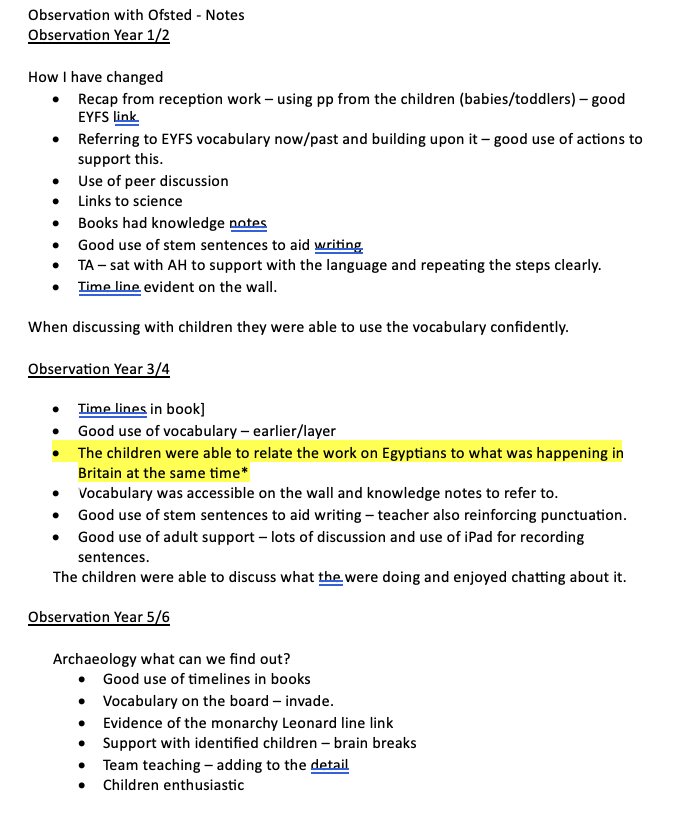 Observation with Ofsted - Notes
Observation Year 1/2
How I have changed
• Recap from reception work – using pp from the children (babies/toddlers) – good
EYFS link
• Referring to EYFS vocabulary now/past and building upon it – good use of actions to
support this.
• Use of peer discussion
• Links to science
• Books had knowledge notes
• Good use of stem sentences to aid writing
• TA – sat with AH to support with the language and repeating the steps clearly.
• Time line evident on the wall.
When discussing with children they were able to use the vocabulary confidently.
Observation Year 3/4
• Time lines in book]
• Good use of vocabulary – earlier/layer
• The children were able to relate the work on Egyptians to what was happening in
Britain at the same time*
• Vocabulary was accessible on the wall and knowledge notes to refer to.
• Good use of stem sentences to aid writing – teacher also reinforcing punctuation.
• Good use of adult support – lots of discussion and use of iPad for recording
sentences.
The children were able to discuss what the were doing and enjoyed chatting about it.
Observation Year 5/6
Archaeology what can we find out?
• Good use of timelines in books
• Vocabulary on the board – invade.
• Evidence of the monarchy Leonard line link
• Support with identified children – brain breaks
• Team teaching – adding to the detail
• Children enthusiastic